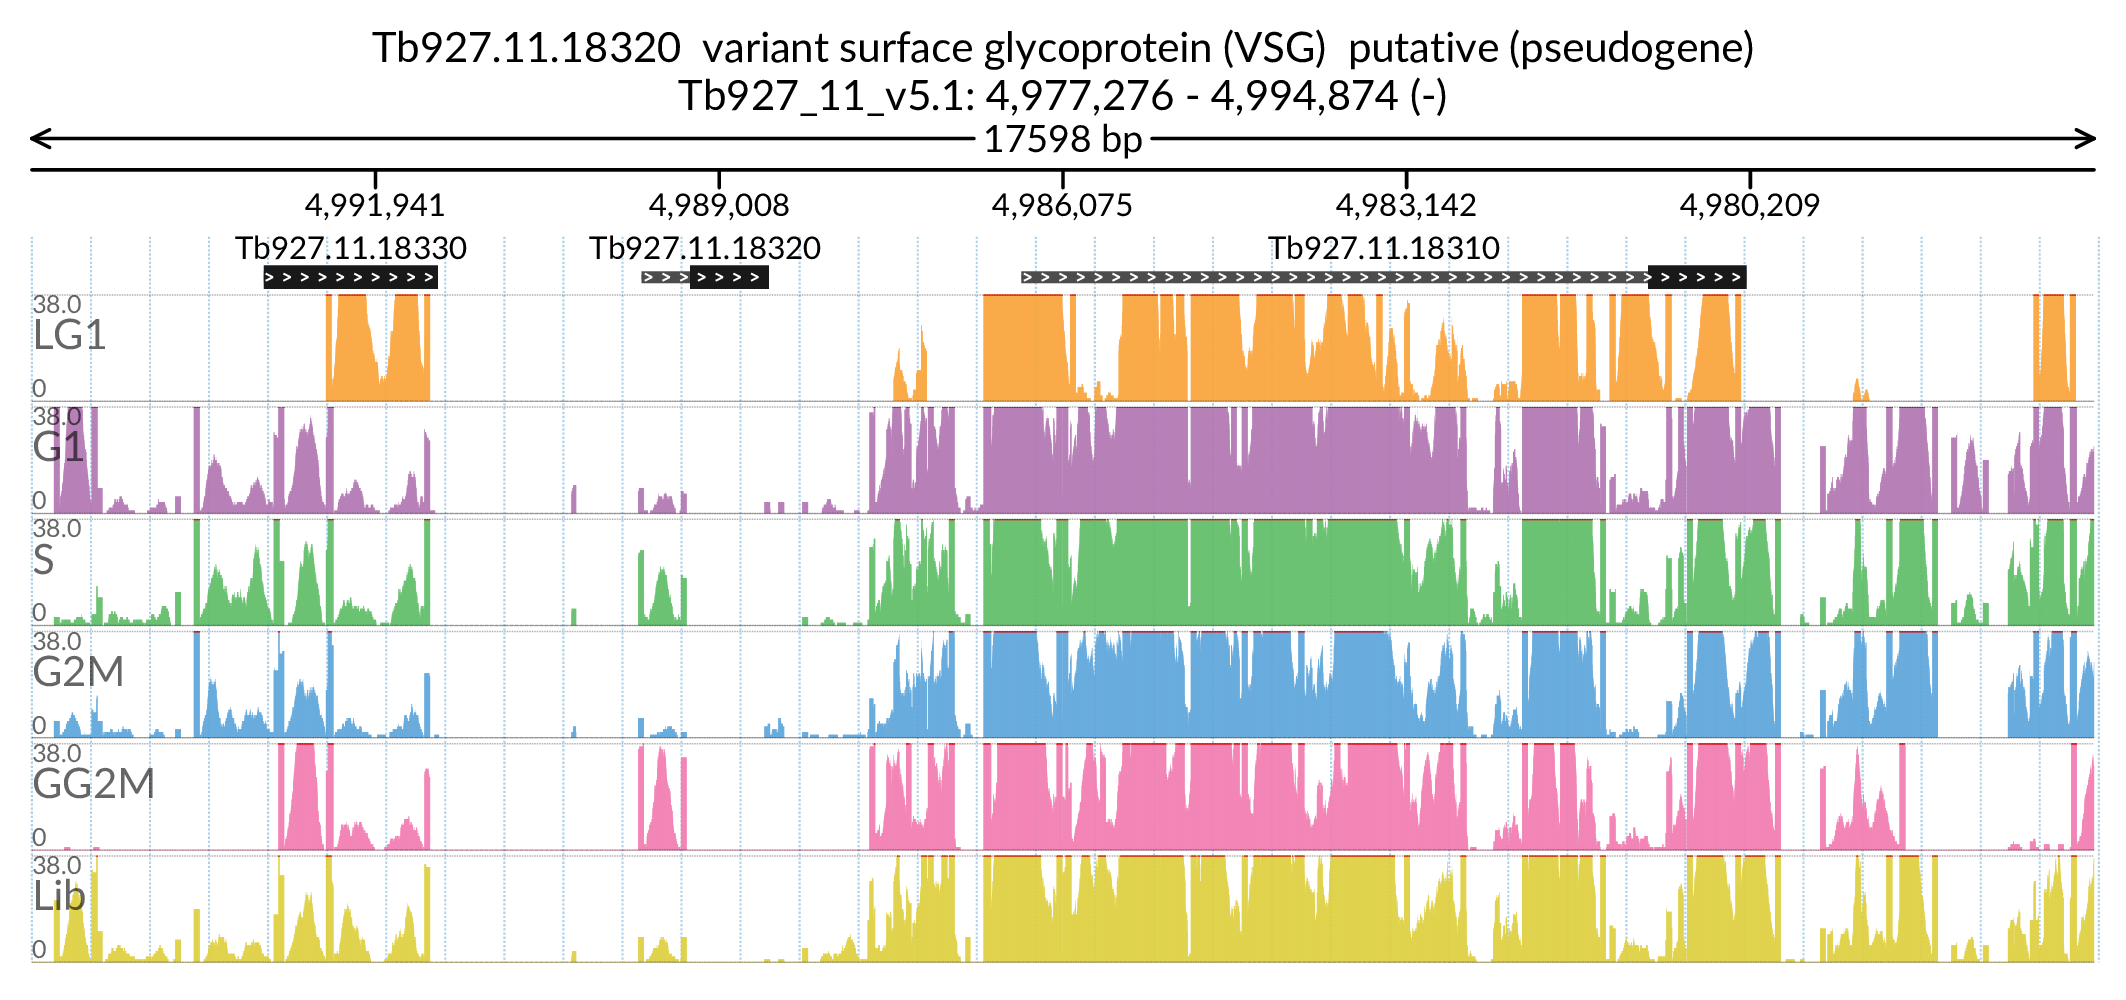 Tb927.11.18320  variant surface glycoprotein (VSG)  putative (pseudogene)
Tb927_11_v5.1: 4,977,276 - 4,994,874 (-)
17598 bp
4,991,941 4,989,008 4,986,075 4,983,142 4,980,209
Tb927.11.18330 Tb927.11.18320 Tb927.11.18310
38.0
LG1
0
38.0
G1
0
38.0
S
0
38.0
G2M
0
38.0
GG2M
0
38.0
Lib
0